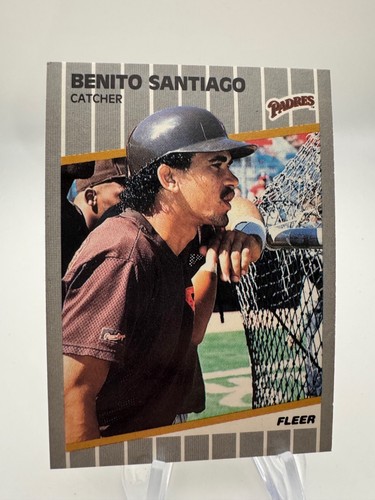 BENITO SANTIAGO
CATCHER
PADRES
FLEER